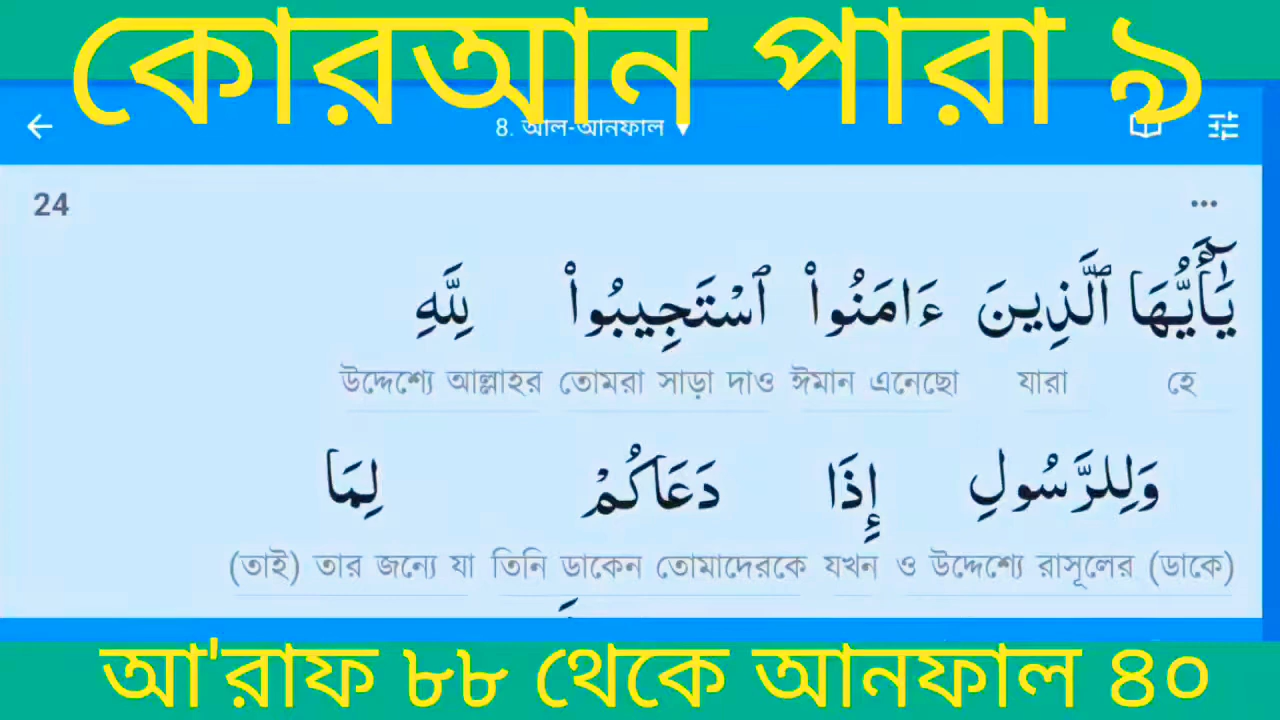 কোরআন পারা ৯
8. আল-আনফাল ▼
24
يَـٰٓأَيُّهَا ٱلَّذِينَ ءَامَنُوا۟ ٱسْتَجِيبُوا۟ لِلَّهِ
উদ্দেশ্যে আল্লাহর তোমরা সাড়া দাও ঈমান এনেছো যারা হে
وَلِلرَّسُولِ إِذَا دَعَاكُمْ لِمَا
(তাই) তার জন্যে যা তিনি ডাকেন তোমাদেরকে যখন ও উদ্দেশ্যে রাসূলের (ডাকে)
আ'রাফ ৮৮ থেকে আনফাল ৪০